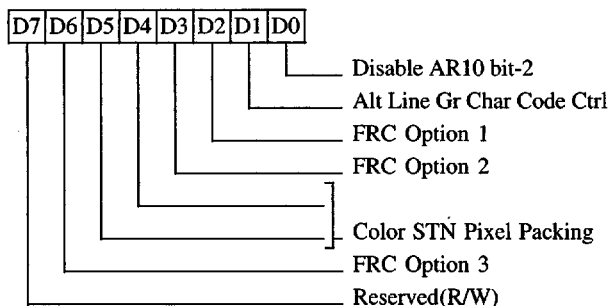 D7 D6 D5 D4 D3 D2 D1 D0
Disable AR10 bit-2
Alt Line Gr Char Code Ctrl
FRC Option 1
FRC Option 2
Color STN Pixel Packing
FRC Option 3
Reserved(R/W)